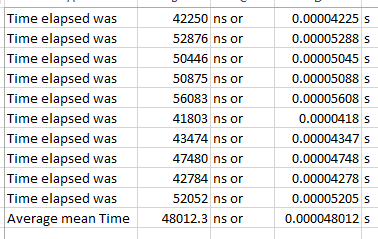 Time elapsed was 42250 ns or 0.00004225 s
Time elapsed was 52876 ns or 0.00005288 s
Time elapsed was 50446 ns or 0.00005045 s
Time elapsed was 50875 ns or 0.00005088 s
Time elapsed was 56083 ns or 0.00005608 s
Time elapsed was 41803 ns or 0.0000418 s
Time elapsed was 43474 ns or 0.00004347 s
Time elapsed was 47480 ns or 0.00004748 s
Time elapsed was 42784 ns or 0.00004278 s
Time elapsed was 52052 ns or 0.00005205 s
Average mean Time 48012.3 ns or 0.000048012 s